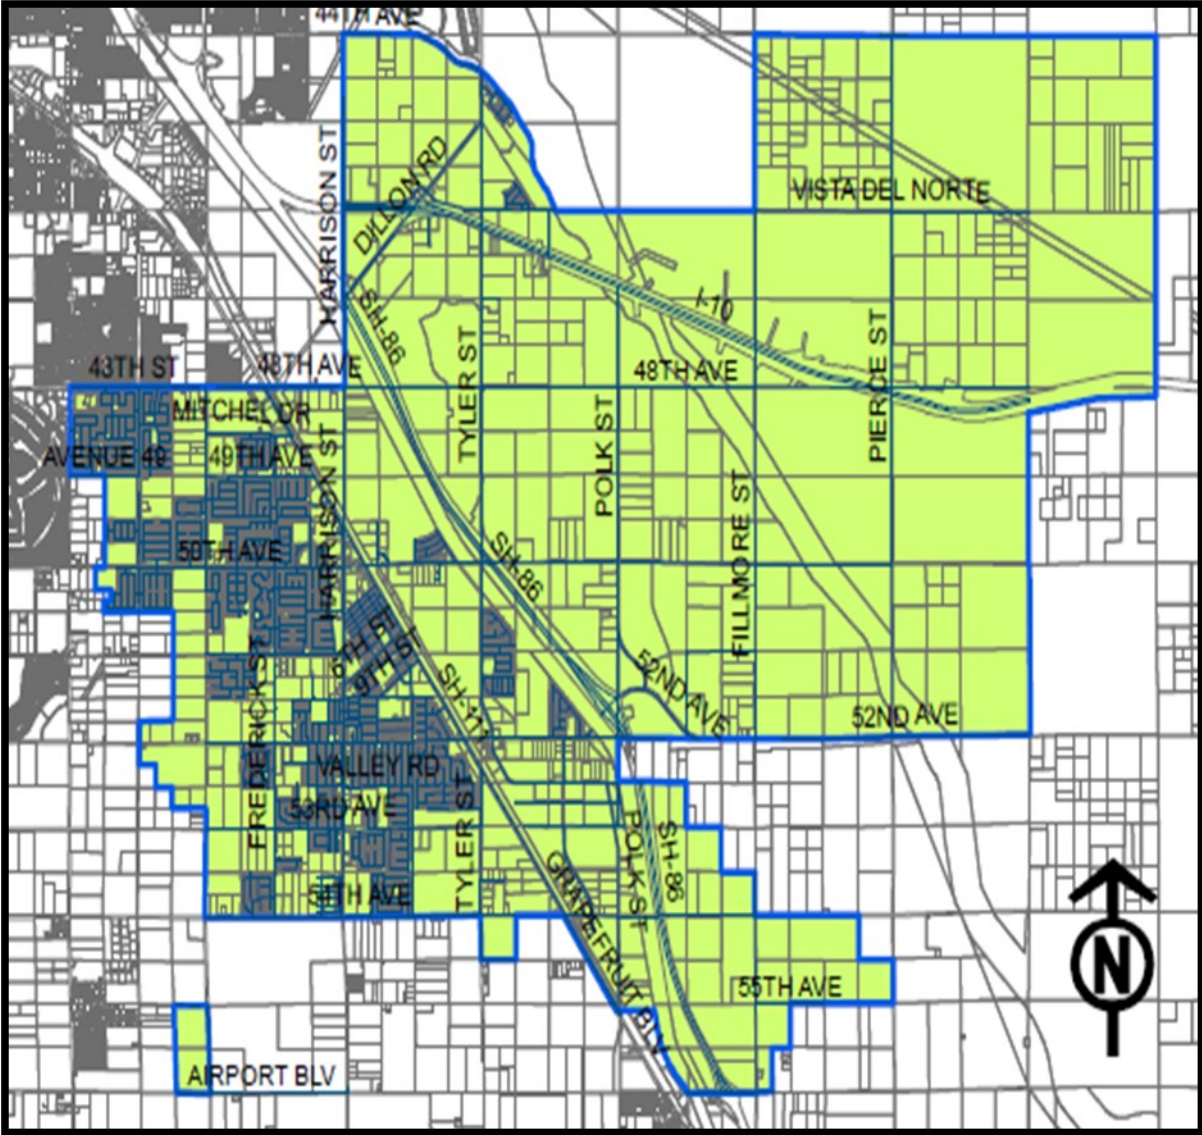 44TH AVE
HARRISON ST
DILLON RD
VISTA DEL NORTE
SH-86
I-10
TYLER ST
PIERCE ST
43TH ST
48TH AVE
48TH AVE
MITCHEL DR
AVENUE 49
49TH AVE
HARRISON ST
POLK ST
FILLMORE ST
50TH AVE
SH-86
6TH ST
9TH ST
FREDERICK ST
SH-111
52ND AVE
52ND AVE
VALLEY RD
53RD AVE
TYLER ST
POLK ST
SH-86
54TH AVE
GRAPEFRUIT BLV
55TH AVE
N
AIRPORT BLV